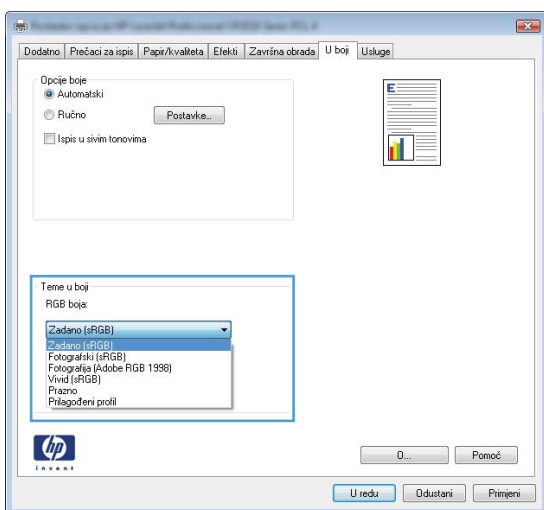 Dodatno Prečaci za ispis Papir/kvaliteta Efekti Završna obrada U boji Usluge
Opcije boje
Automatski
Ručno Postavke...
Ispis u sivim tonovima
E
Teme u boji
RGB boja:
Zadano (sRGB)
Zadano (sRGB)
Fotografski (sRGB)
Fotografija (Adobe RGB 1998)
Vivid (sRGB)
Prazno
Prilagođeni profil
hp
invent
O... Pomoć
U redu Odustani Primijeni